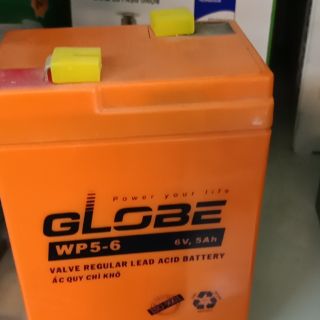 Power your life
GLOBE
WP5-6
6V, 5Ah
VALVE REGULAR LEAD ACID BATTERY
ẮC QUY CHÌ KHÔ